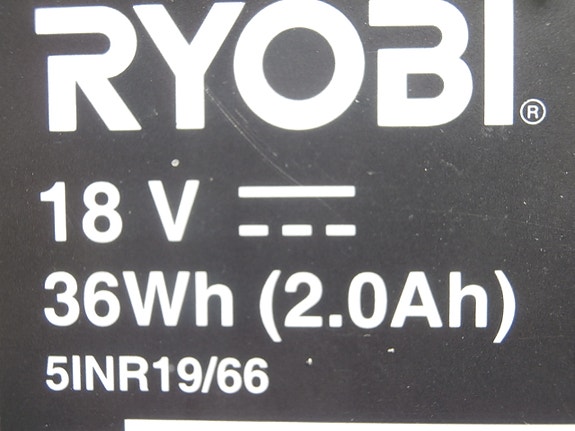 RYOBI®
18 V ⎓
36Wh (2.0Ah)
5INR19/66